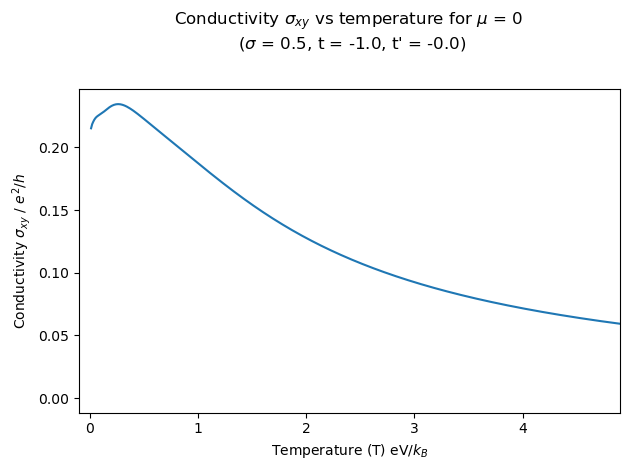 Conductivity σxy vs temperature for μ = 0
(σ = 0.5, t = -1.0, t' = -0.0)
Conductivity σxy / e²/h
0.20
0.15
0.10
0.05
0.00
0 1 2 3 4
Temperature (T) eV/kB